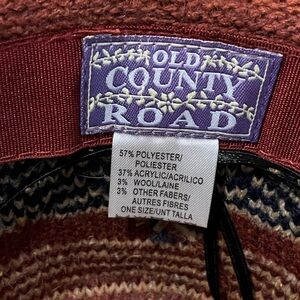 OLD
COUNTY
ROAD
57% POLYESTER/
POLIESTER
37% ACRYLIC/ACRILICO
3% WOOL/LAINE
3% OTHER FABERS/
AUTRES FIBRES
ONE SIZE/UNT TALLA